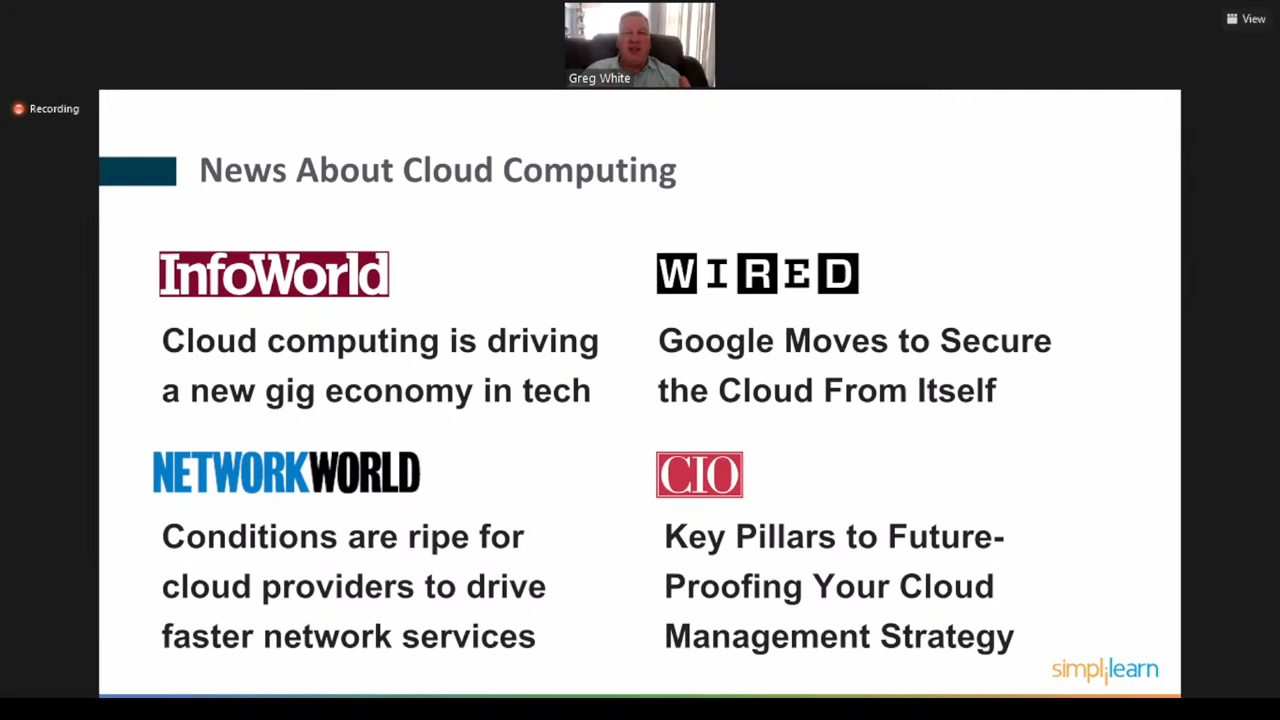 View
Greg White
Recording
News About Cloud Computing
InfoWorld
Cloud computing is driving
a new gig economy in tech
WIRED
Google Moves to Secure
the Cloud From Itself
NETWORKWORLD
Conditions are ripe for
cloud providers to drive
faster network services
CIO
Key Pillars to Future-
Proofing Your Cloud
Management Strategy
simplilearn